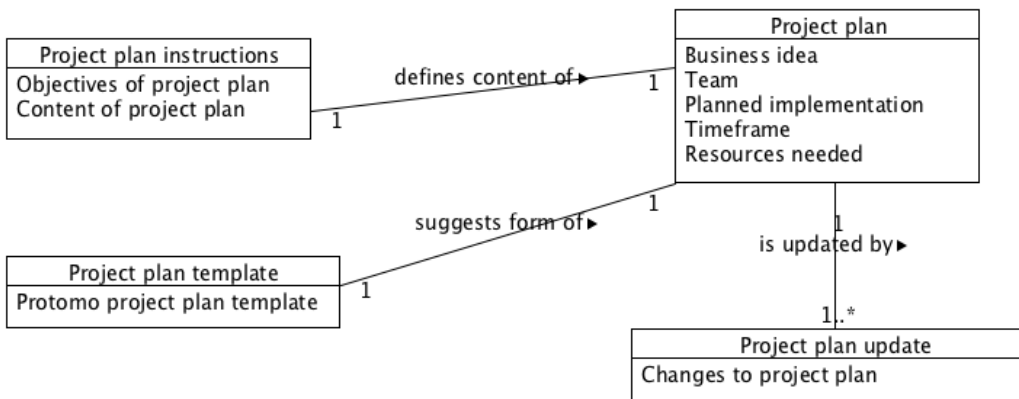 Project plan instructions
Objectives of project plan
Content of project plan
defines content of▸
1
1
Project plan
Business idea
Team
Planned implementation
Timeframe
Resources needed
suggests form of▸
1
1
Project plan template
Protomo project plan template
1
is updated by▸
1..*
Project plan update
Changes to project plan